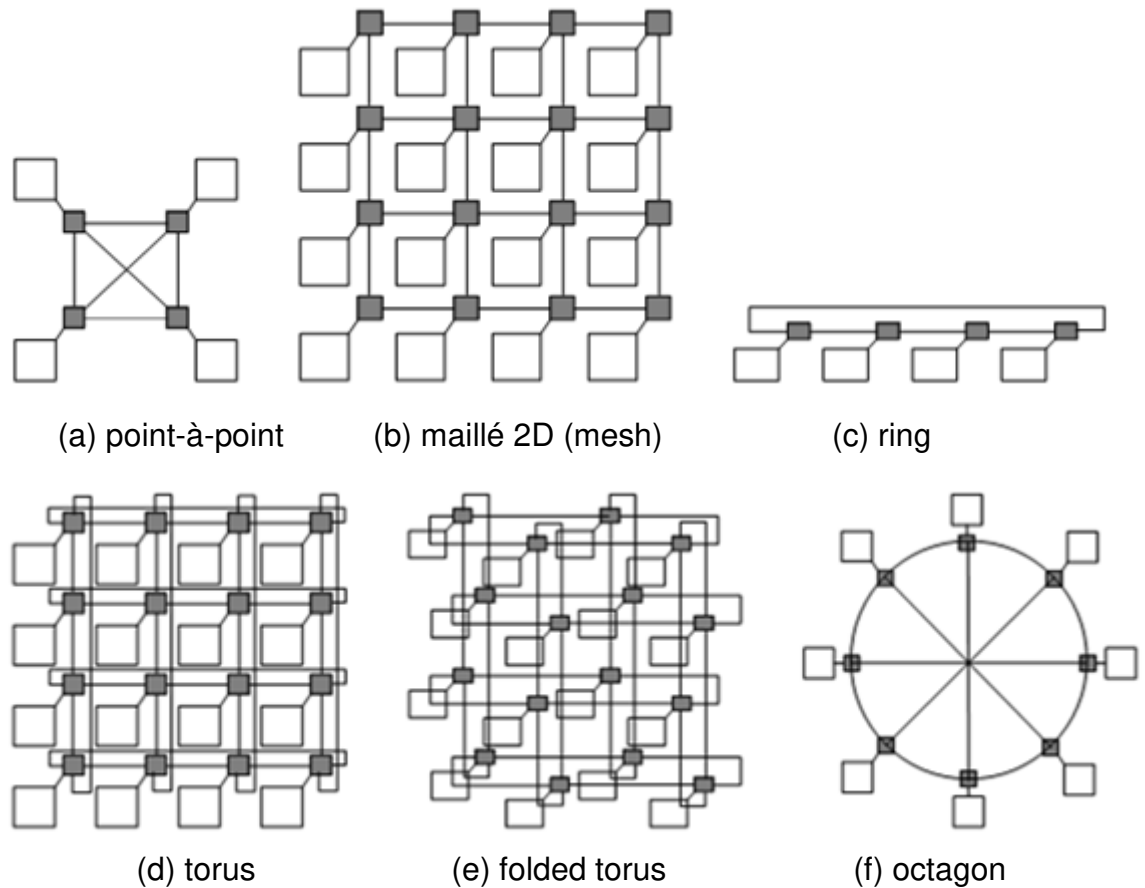 (a) point-à-point
(b) maillé 2D (mesh)
(c) ring
(d) torus
(e) folded torus
(f) octagon